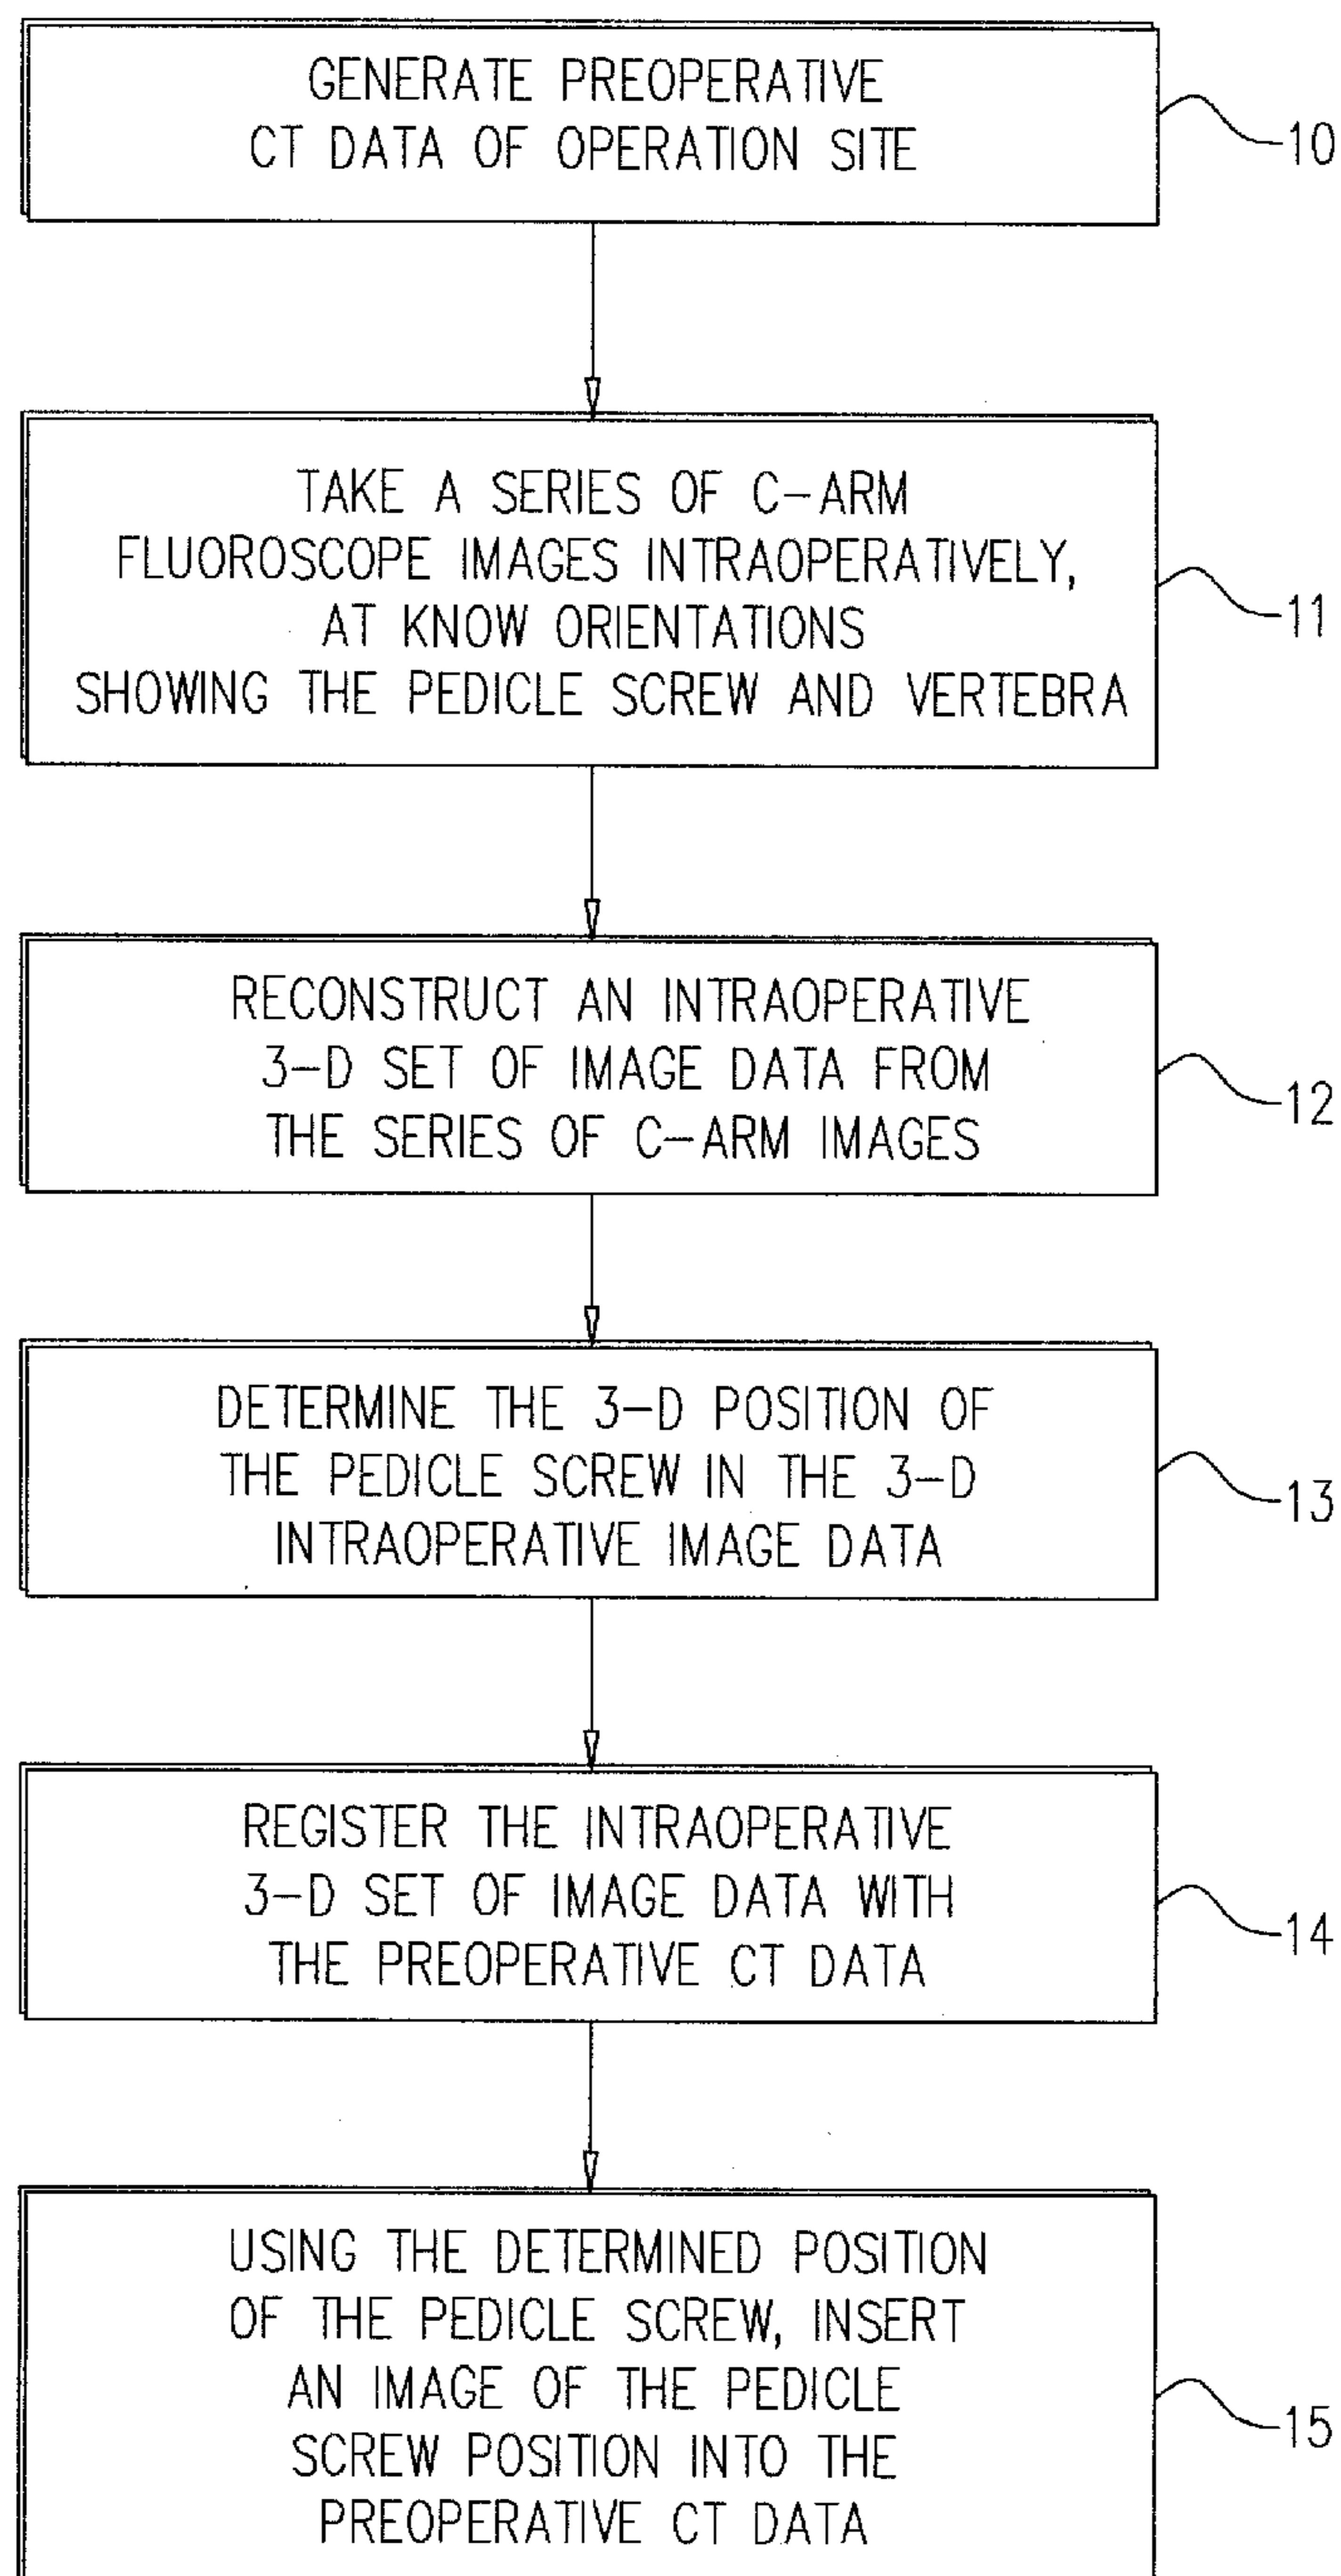 GENERATE PREOPERATIVE
CT DATA OF OPERATION SITE
10
TAKE A SERIES OF C-ARM
FLUOROSCOPE IMAGES INTRAOPERATIVELY,
AT KNOW ORIENTATIONS
SHOWING THE PEDICLE SCREW AND VERTEBRA
11
RECONSTRUCT AN INTRAOPERATIVE
3-D SET OF IMAGE DATA FROM
THE SERIES OF C-ARM IMAGES
12
DETERMINE THE 3-D POSITION OF
THE PEDICLE SCREW IN THE 3-D
INTRAOPERATIVE IMAGE DATA
13
REGISTER THE INTRAOPERATIVE
3-D SET OF IMAGE DATA WITH
THE PREOPERATIVE CT DATA
14
USING THE DETERMINED POSITION
OF THE PEDICLE SCREW, INSERT
AN IMAGE OF THE PEDICLE
SCREW POSITION INTO THE
PREOPERATIVE CT DATA
15